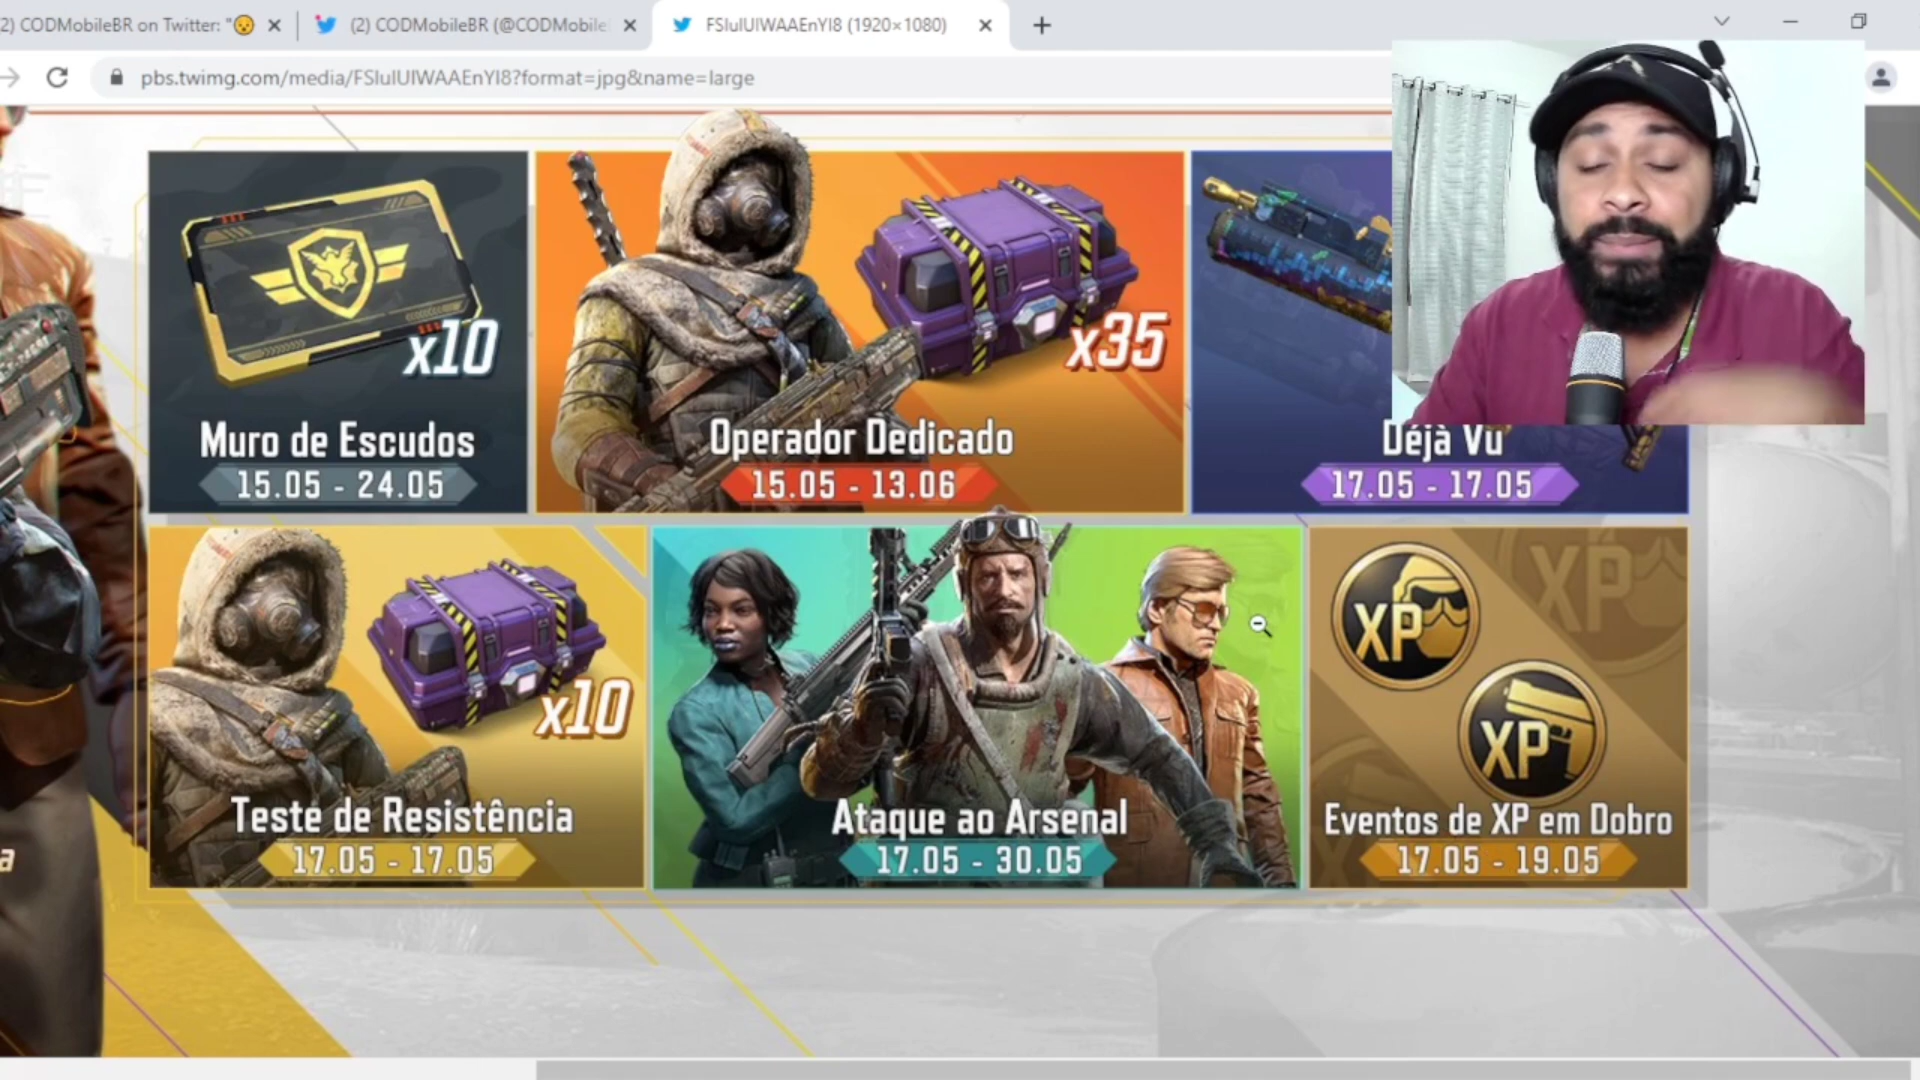 2) CODMobileBR on Twitter: "😯
(2) CODMobileBR (@CODMobile
FSIuIUIWAAEnYI8 (1920×1080)
pbs.twimg.com/media/FSIuIUIWAAEnYI8?format=jpg&name=large
x10
Muro de Escudos
15.05 - 24.05
x35
Operador Dedicado
15.05 - 13.06
Déjà Vu
17.05 - 17.05
x10
Teste de Resistência
17.05 - 17.05
Ataque ao Arsenal
17.05 - 30.05
XP
XP
XP
Eventos de XP em Dobro
17.05 - 19.05
a